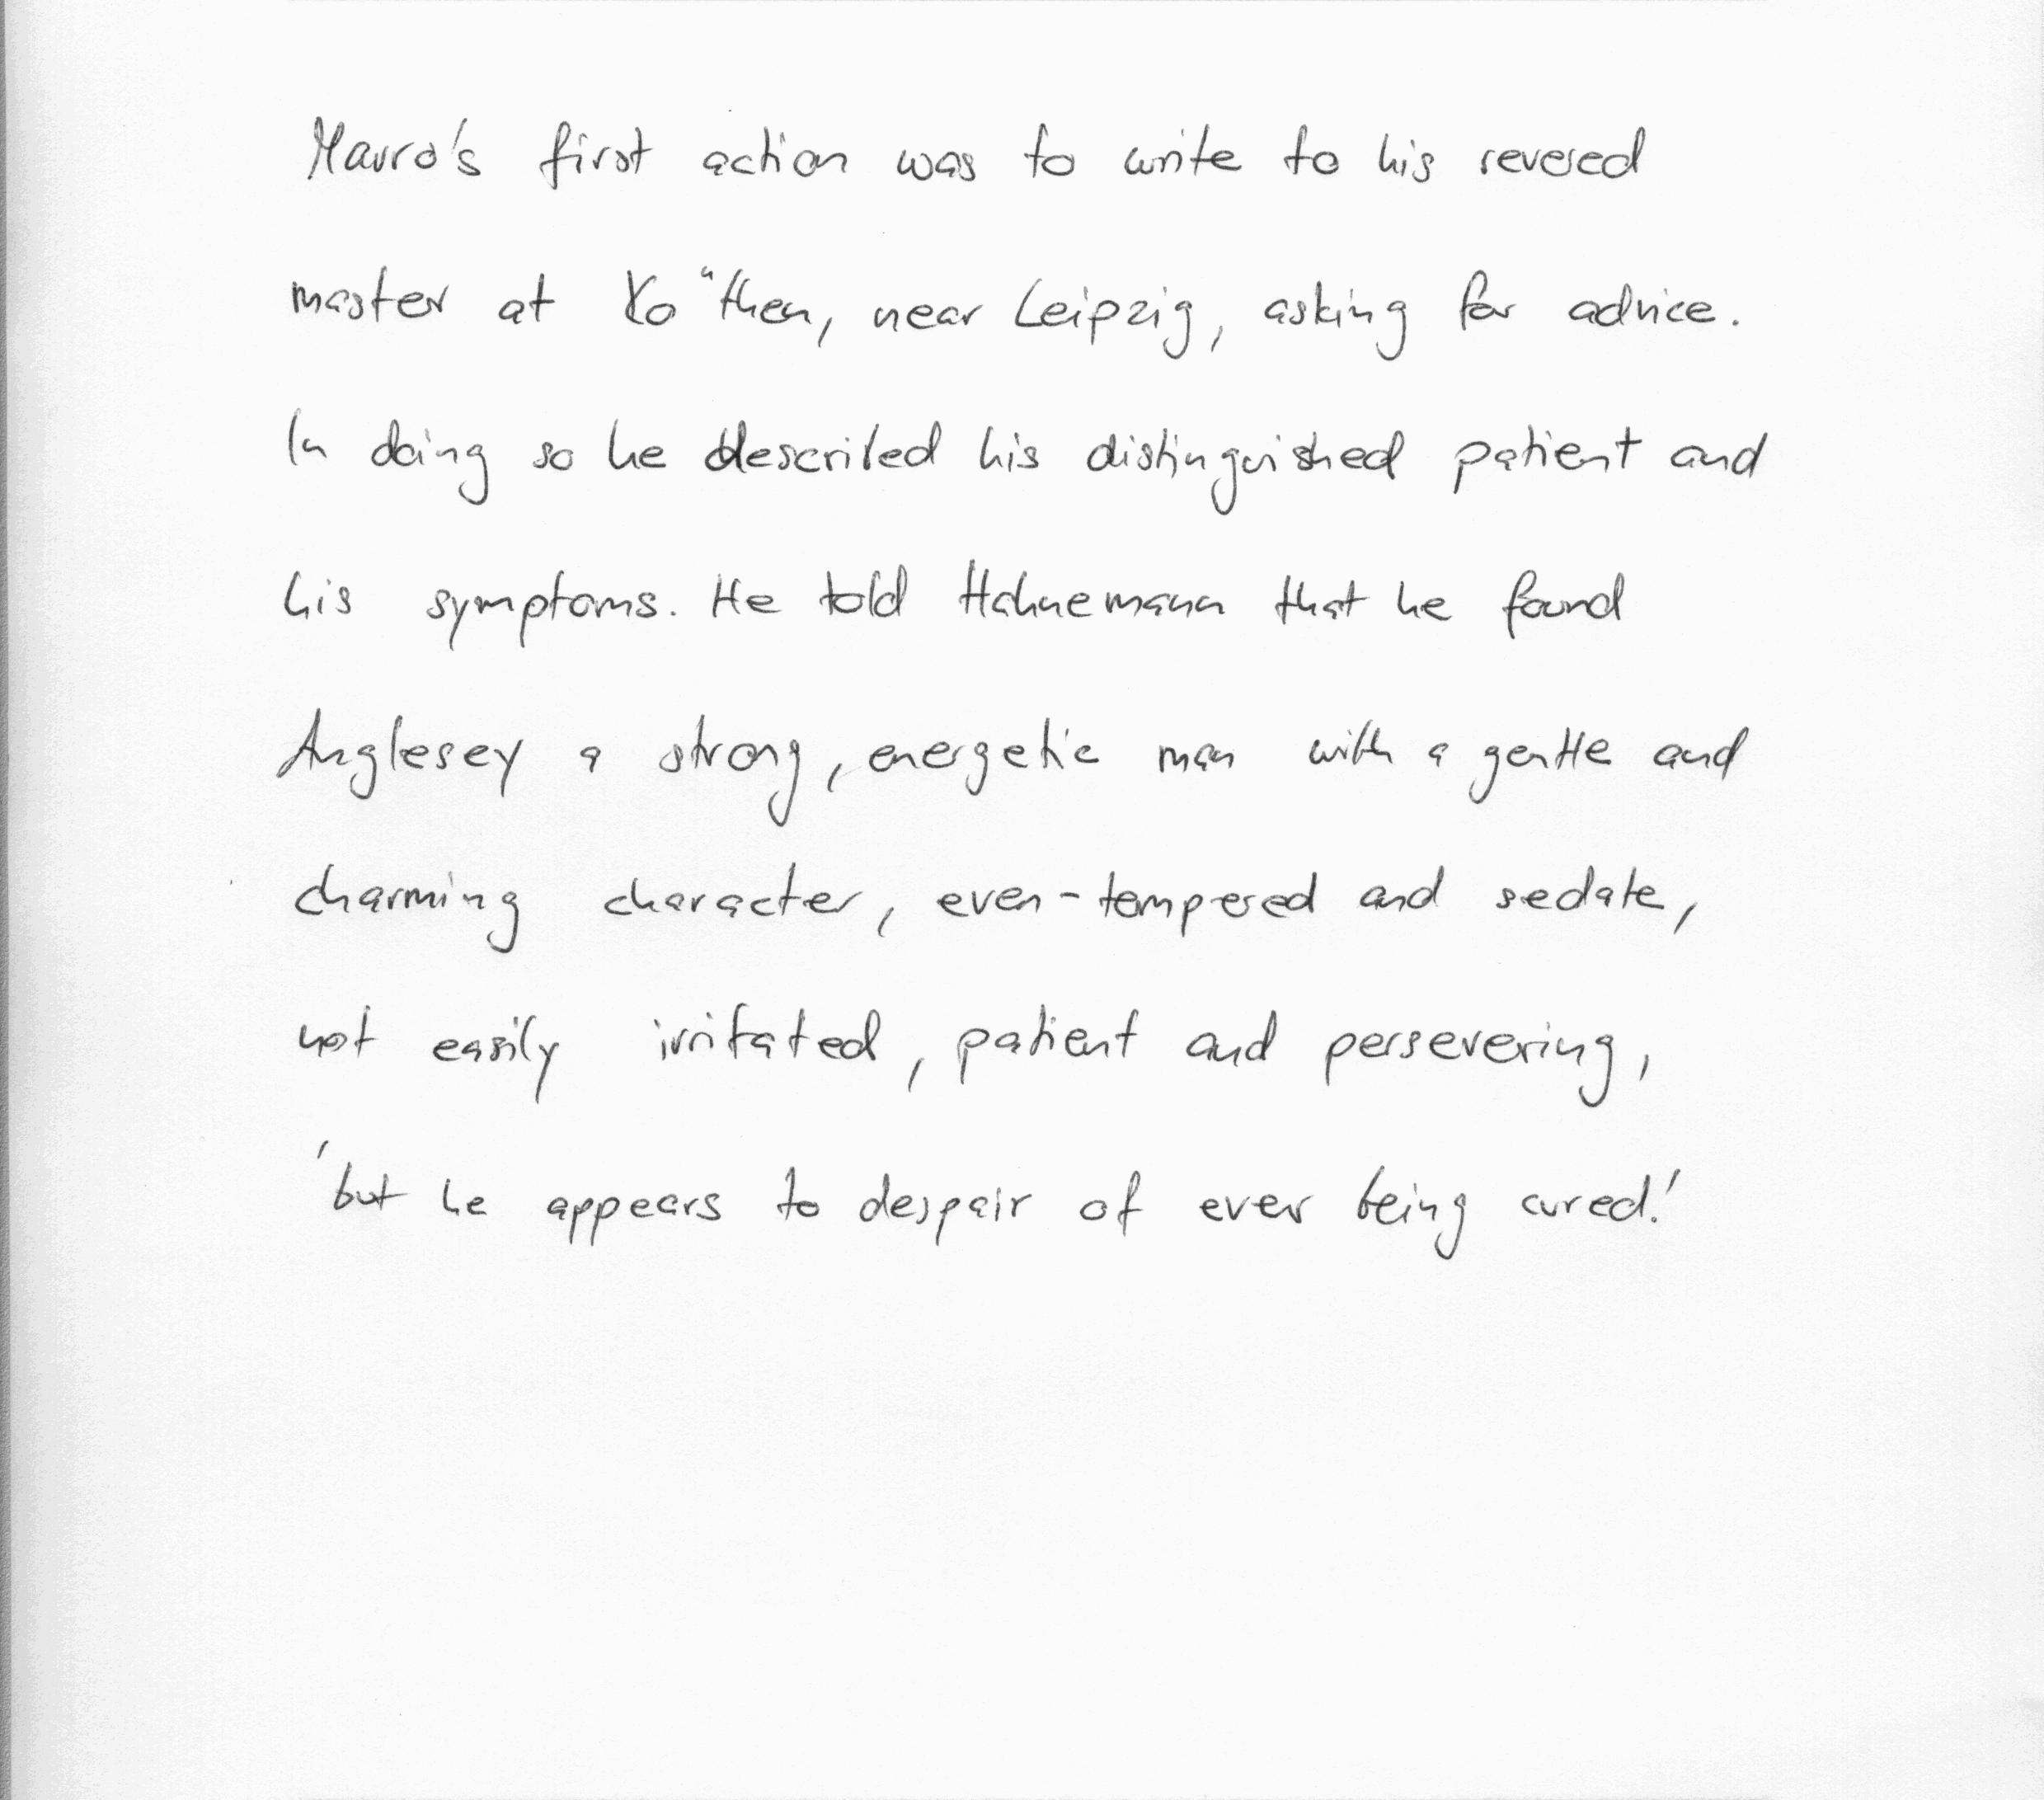 Mauro's first action was to write to his revered
master at Ko"then, near Leipzig, asking for advice.
In doing so he described his distinguished patient and
his symptoms. He told Hahnemann that he found
Anglesey a strong, energetic man with a gentle and
charming character, even-tempered and sedate,
not easily irritated, patient and persevering,
'but he appears to despair of ever being cured.'